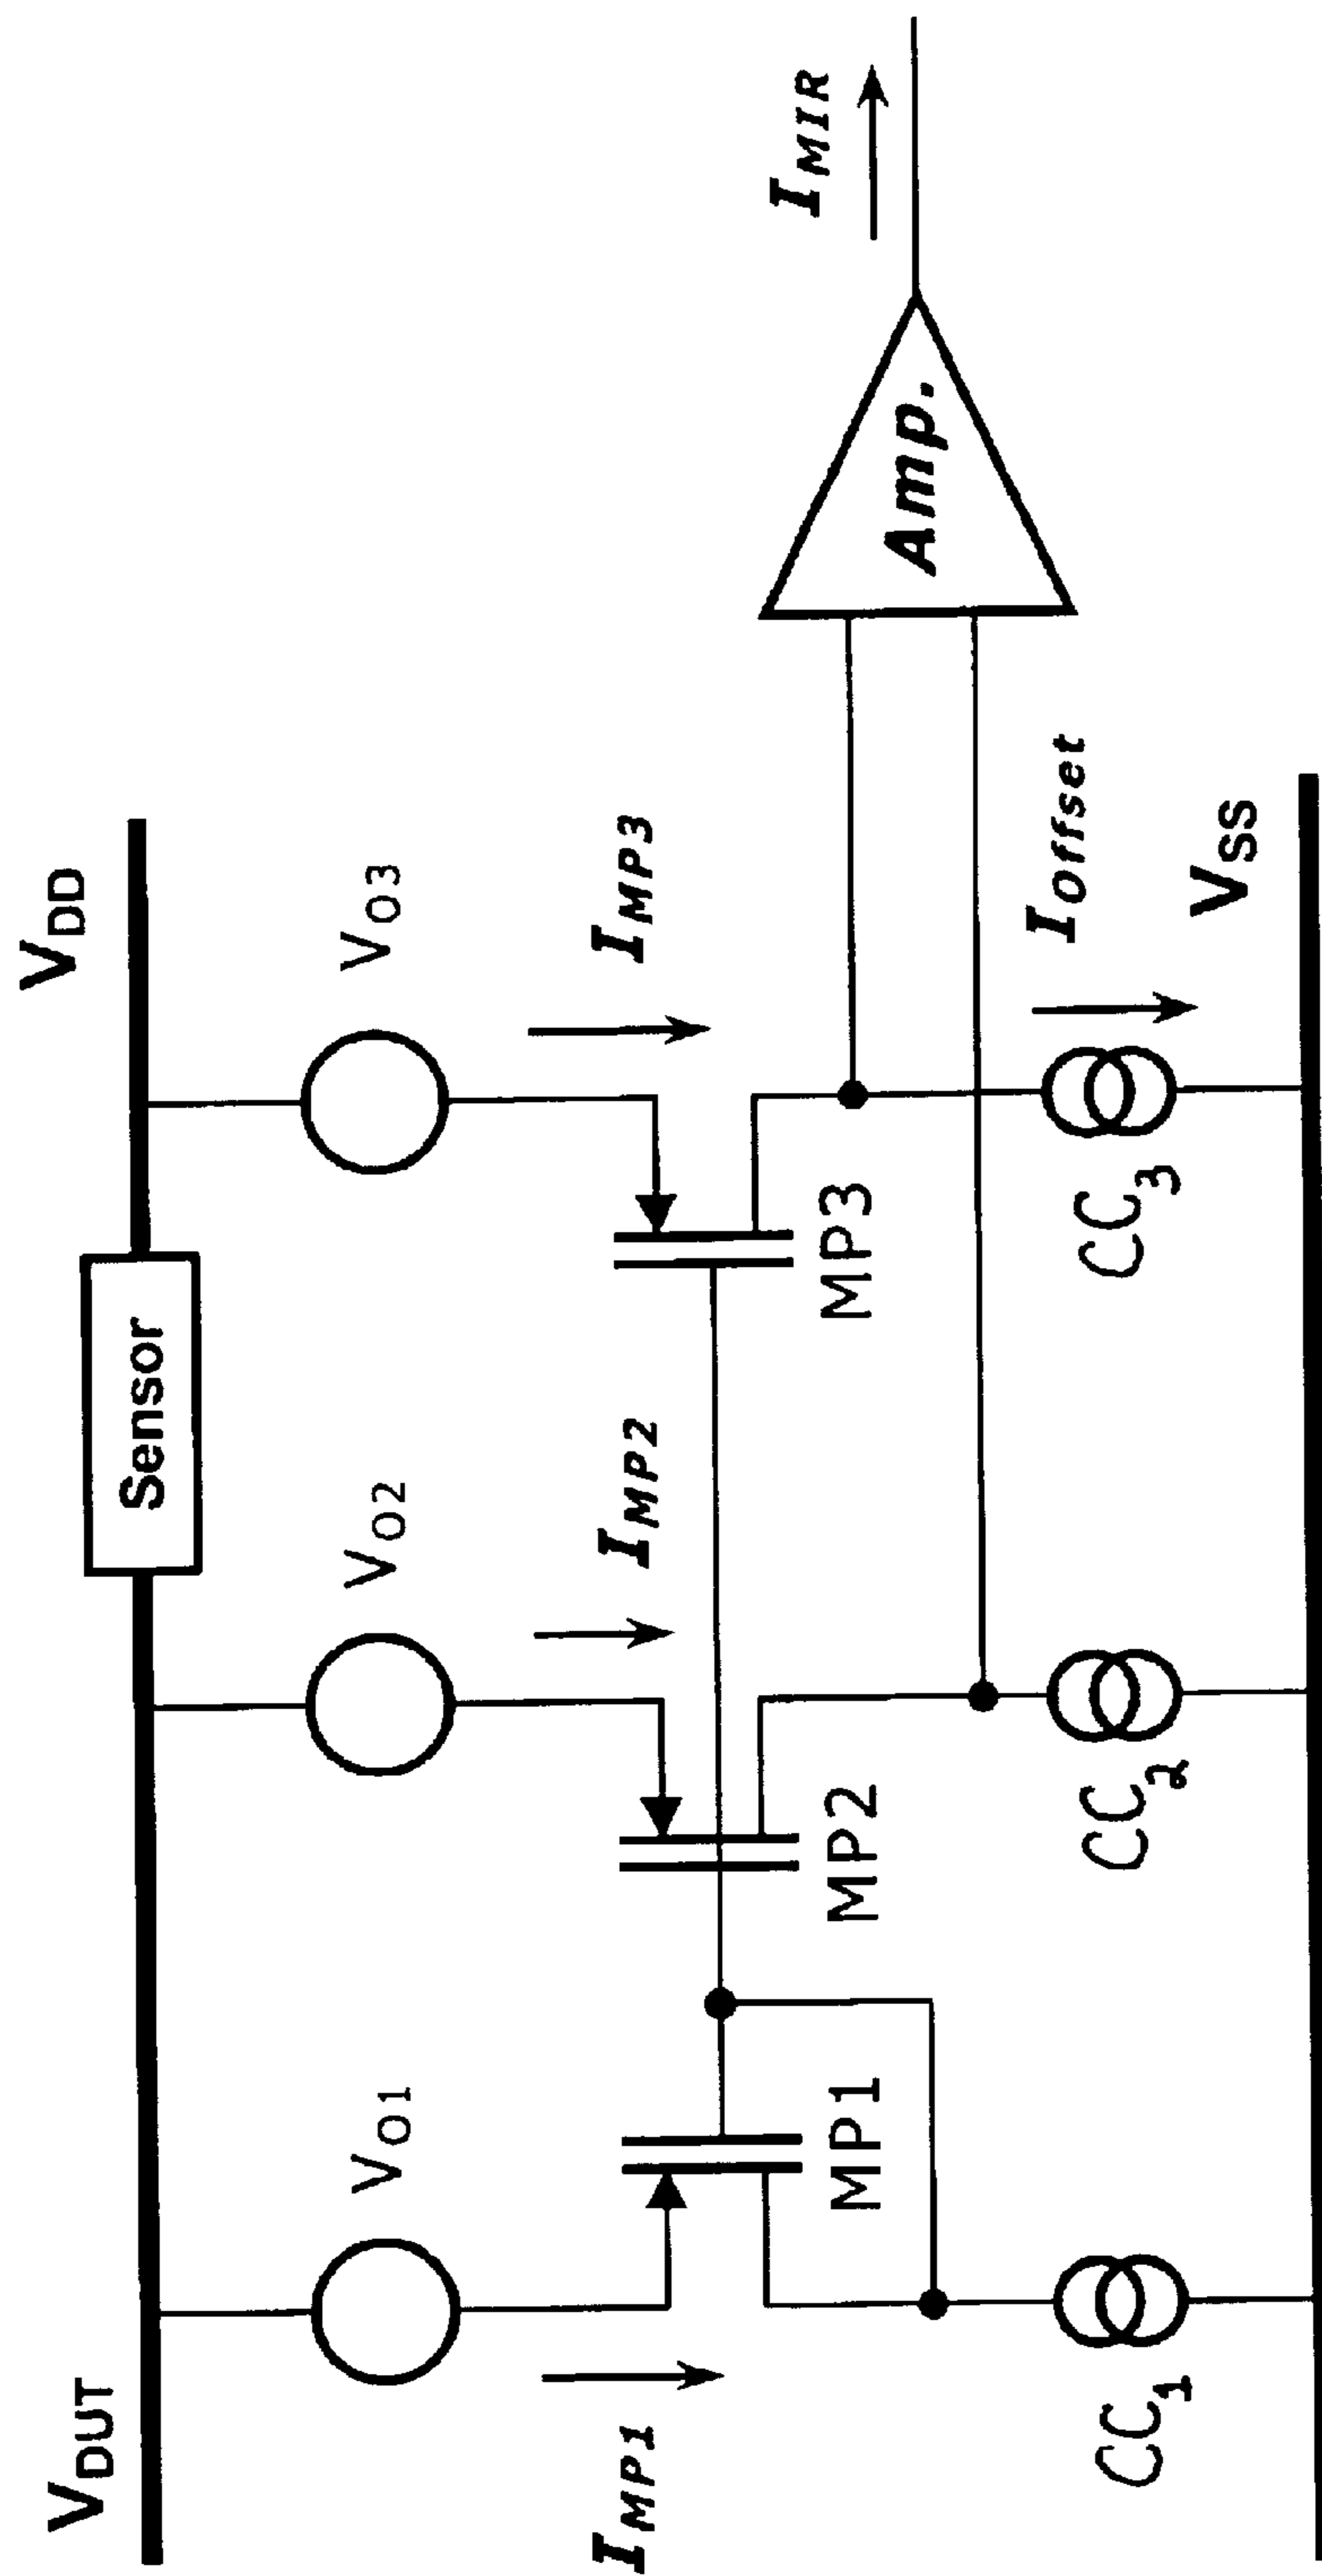 V_DUT
Sensor
V_DD
V_O1
V_O2
V_O3
I_MP1
I_MP2
I_MP3
I_MIR
MP1
MP2
MP3
Amp.
CC_1
CC_2
CC_3
I_Offset
V_SS